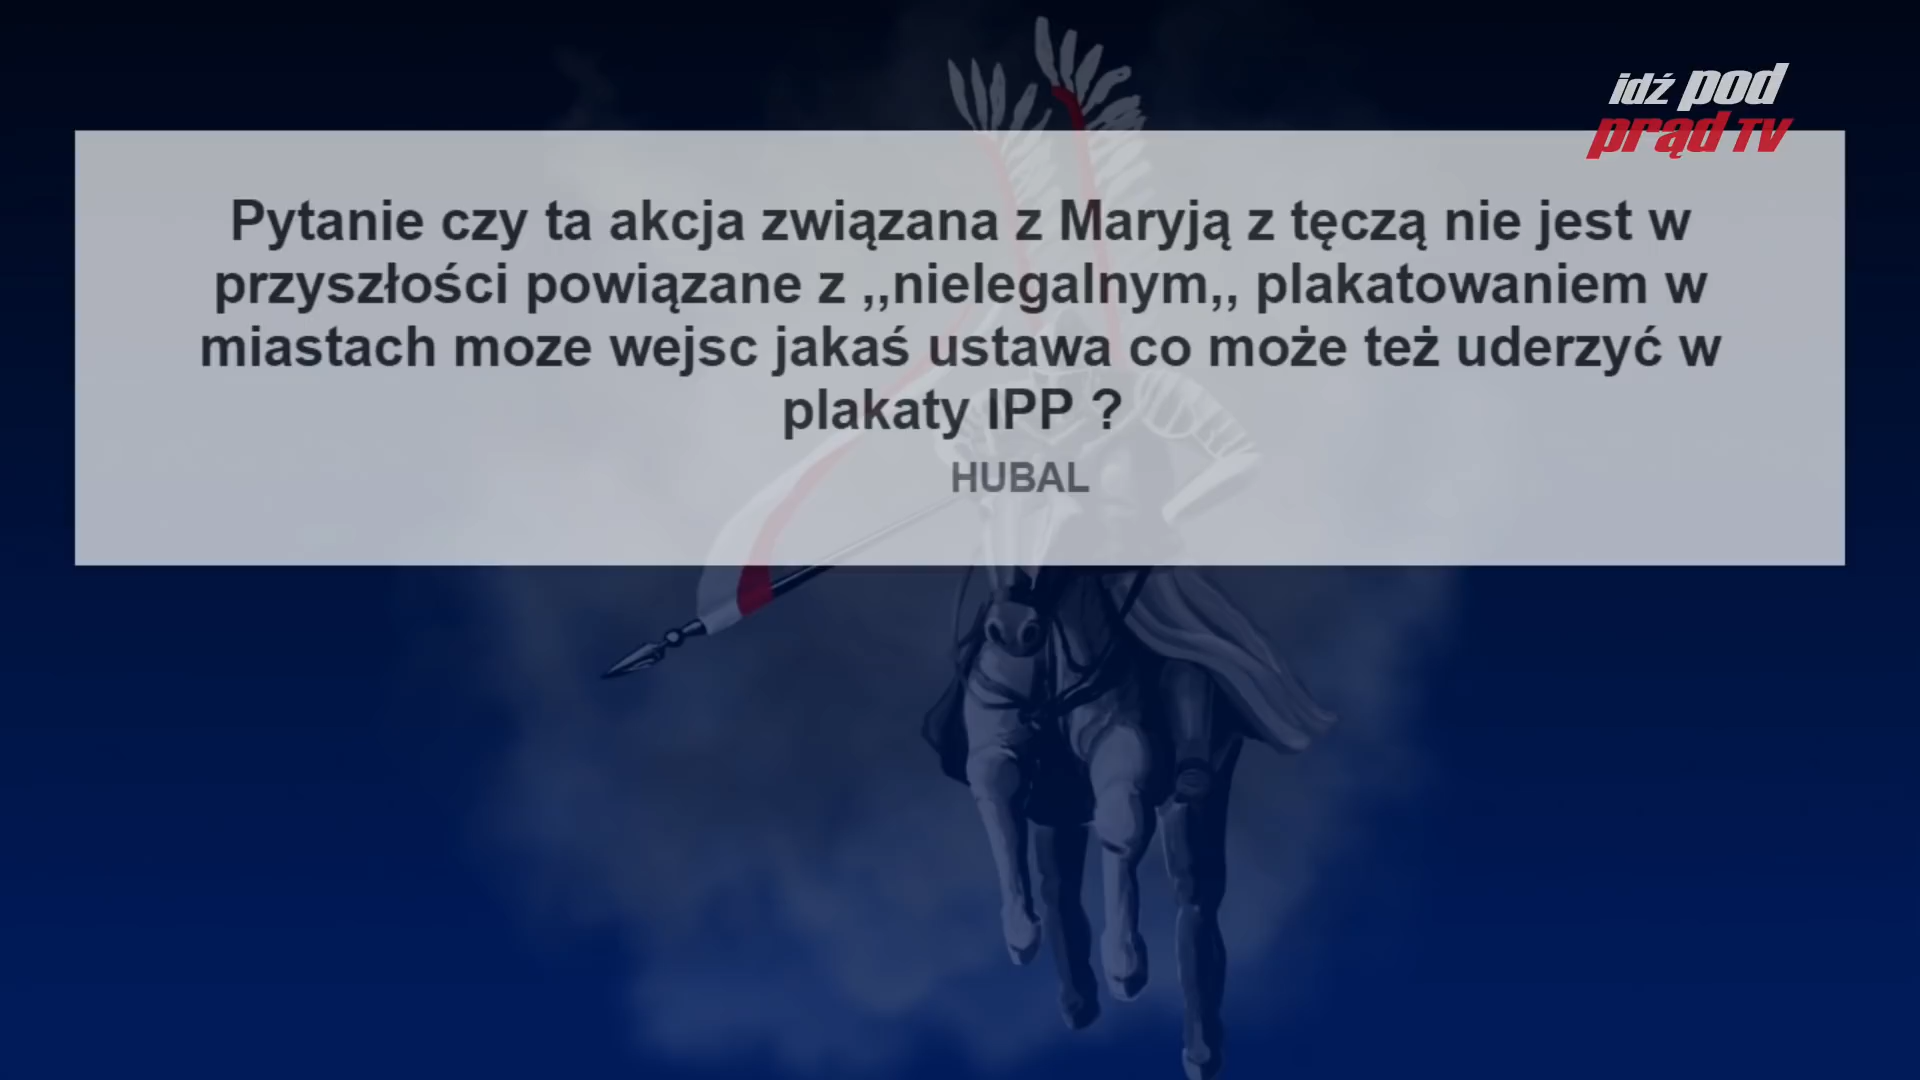 idź pod
prąd TV
Pytanie czy ta akcja związana z Maryją z tęczą nie jest w
przyszłości powiązane z ,,nielegalnym,, plakatowaniem w
miastach moze wejsc jakaś ustawa co może też uderzyć w
plakaty IPP ?
HUBAL